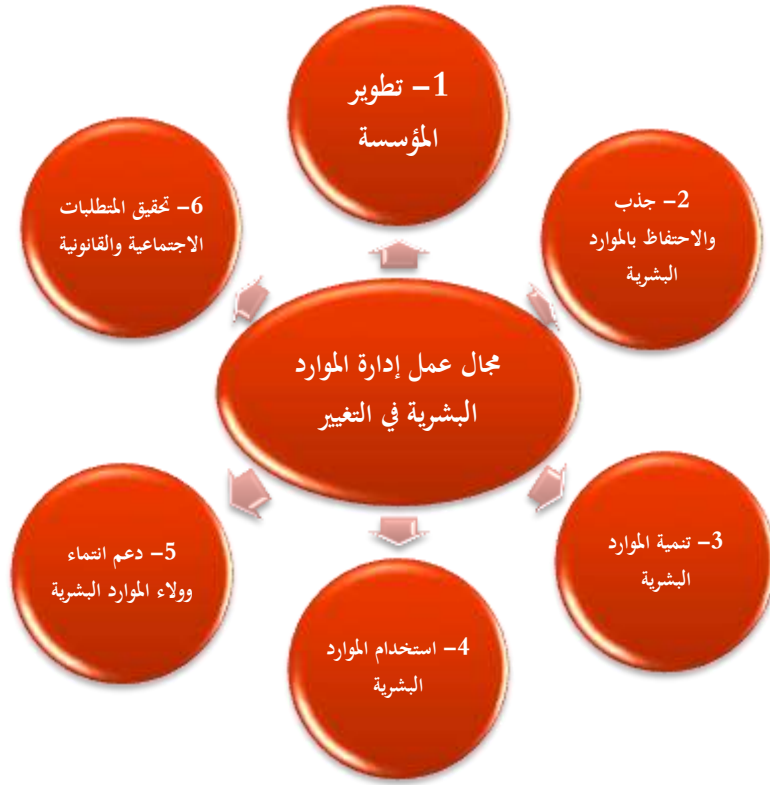 1- تطوير
المؤسسة
2- جذب
والاحتفاظ بالموارد
البشرية
3- تنمية الموارد
البشرية
4- استخدام الموارد
البشرية
5- دعم انتماء
وولاء الموارد البشرية
6- تحقيق المتطلبات
الاجتماعية والقانونية
مجال عمل إدارة الموارد
البشرية في التغيير